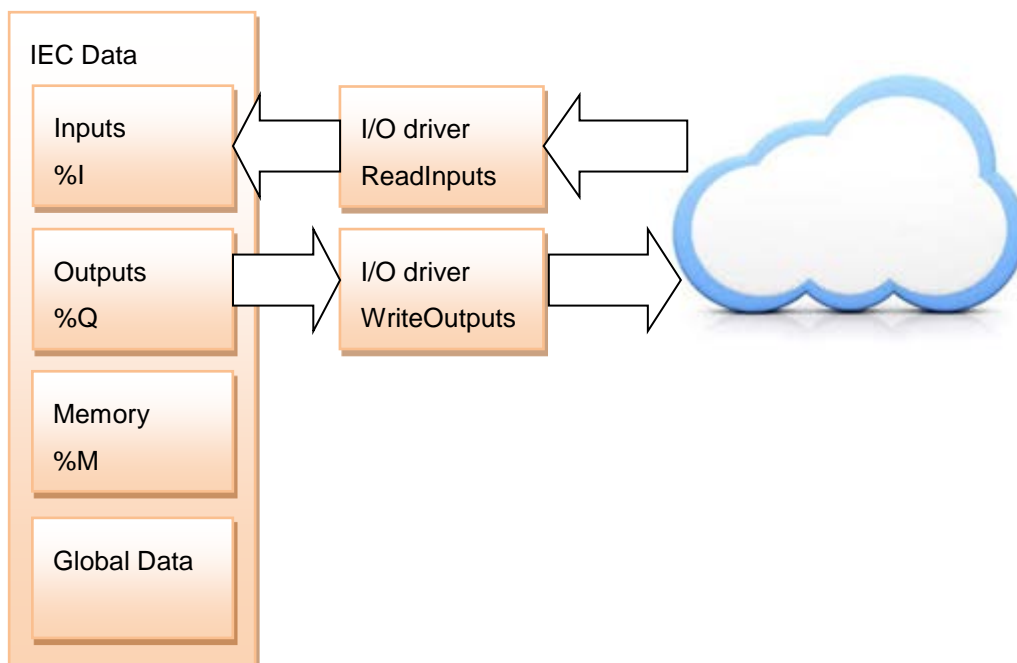 IEC Data
Inputs
%I
I/O driver
ReadInputs
Outputs
%Q
I/O driver
WriteOutputs
Memory
%M
Global Data